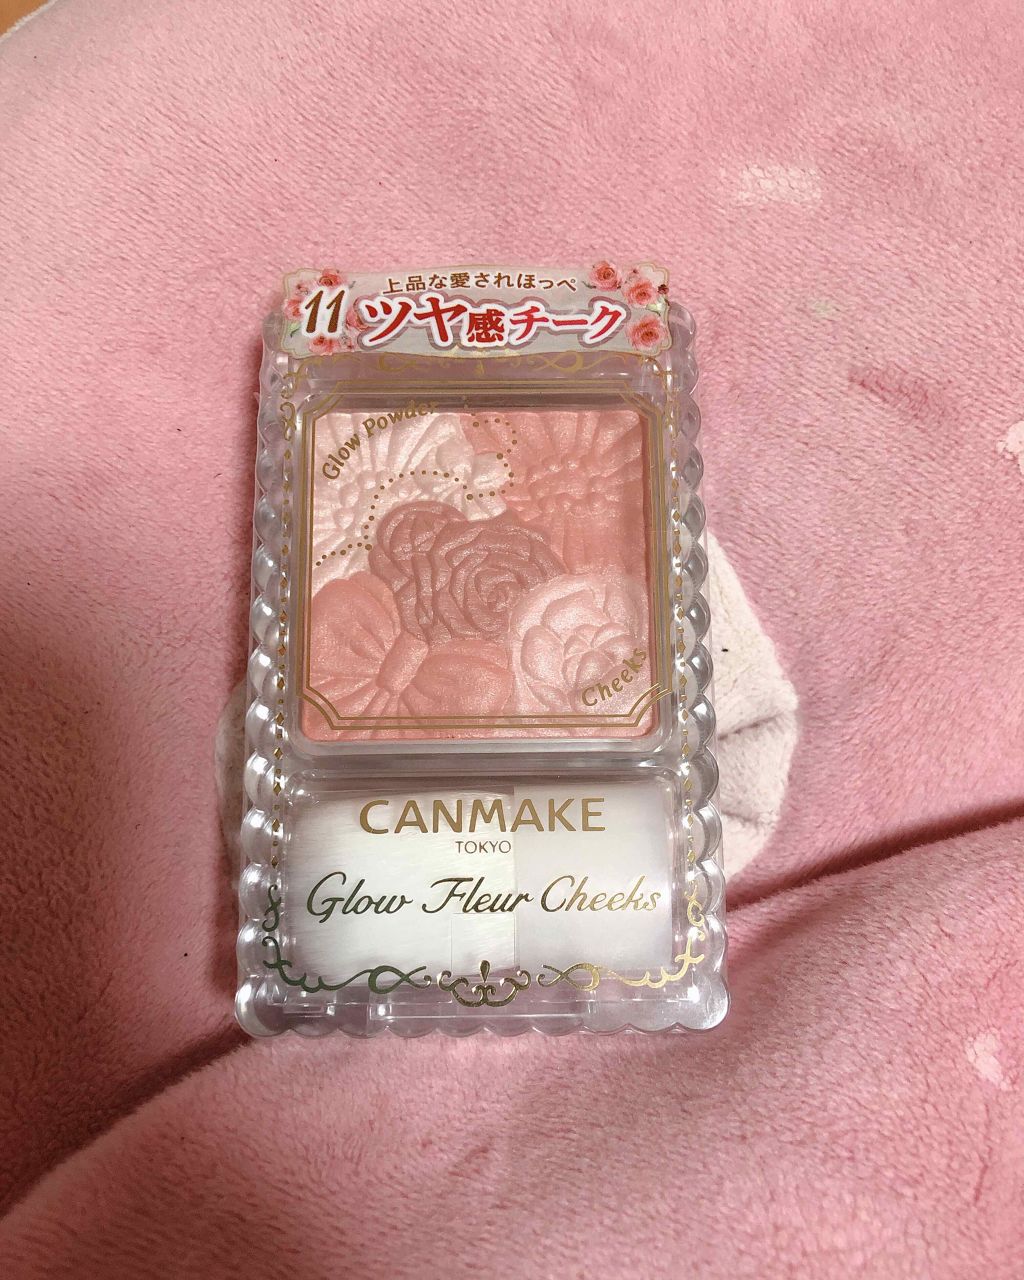 上品な愛されほっぺ
11 ツヤ感チーク
Glow Powder
Cheeks
CANMAKE
TOKYO
Glow Fleur Cheeks